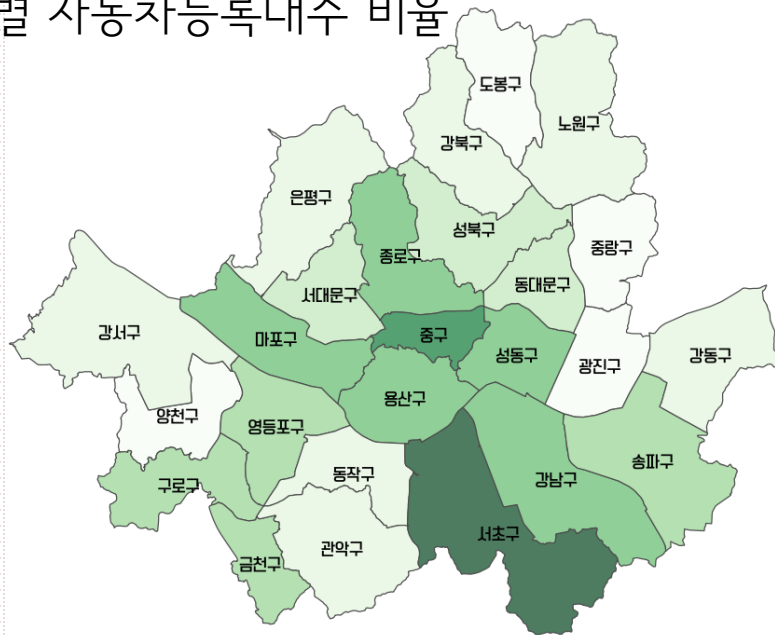 별 자동차등록대수 비율
도봉구
노원구
강북구
은평구
성북구
중랑구
종로구
동대문구
서대문구
강서구
마포구
중구
성동구
강동구
광진구
용산구
양천구
영등포구
송파구
동작구
강남구
구로구
서초구
관악구
금천구